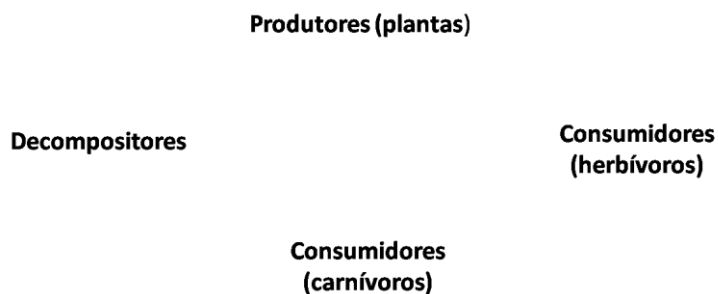 Produtores (plantas)
Decompositores
Consumidores
(herbívoros)
Consumidores
(carnívoros)